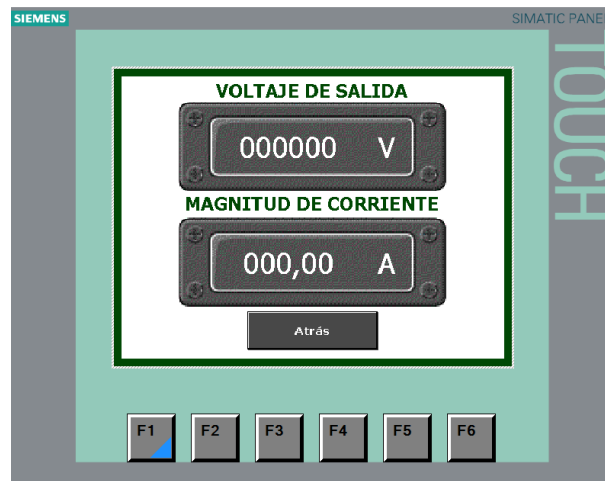 SIEMENS
SIMATIC PANE
TOUCH
VOLTAJE DE SALIDA
000000 V
MAGNITUD DE CORRIENTE
000,00 A
Atrás
F1 F2 F3 F4 F5 F6